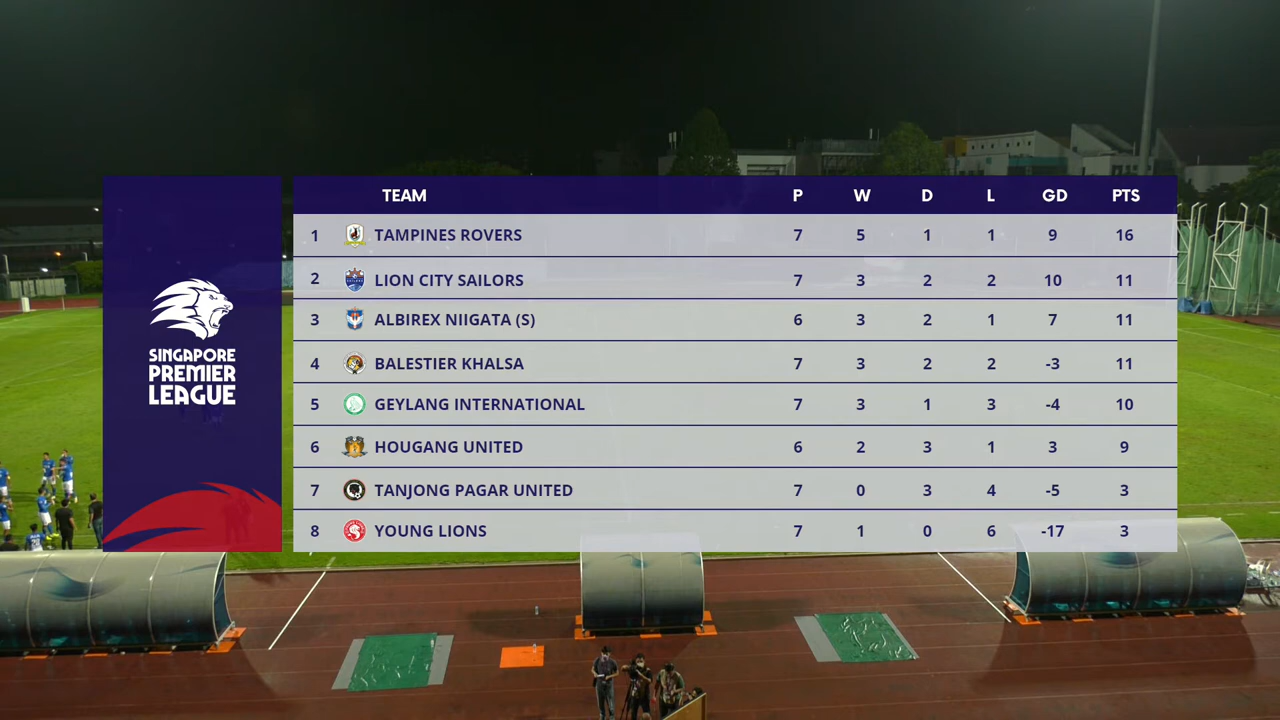 SINGAPORE
PREMIER
LEAGUE
TEAM P W D L GD PTS
1 TAMPINES ROVERS 7 5 1 1 9 16
2 LION CITY SAILORS 7 3 2 2 10 11
3 ALBIREX NIIGATA (S) 6 3 2 1 7 11
4 BALESTIER KHALSA 7 3 2 2 -3 11
5 GEYLANG INTERNATIONAL 7 3 1 3 -4 10
6 HOUGANG UNITED 6 2 3 1 3 9
7 TANJONG PAGAR UNITED 7 0 3 4 -5 3
8 YOUNG LIONS 7 1 0 6 -17 3